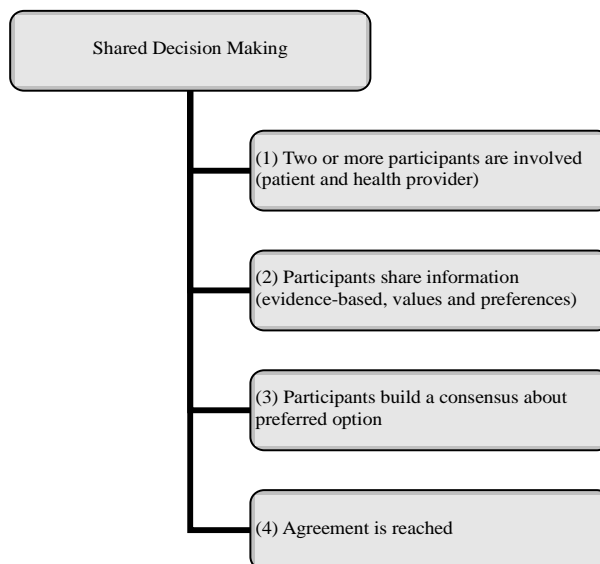 Shared Decision Making
(1) Two or more participants are involved
(patient and health provider)
(2) Participants share information
(evidence-based, values and preferences)
(3) Participants build a consensus about
preferred option
(4) Agreement is reached